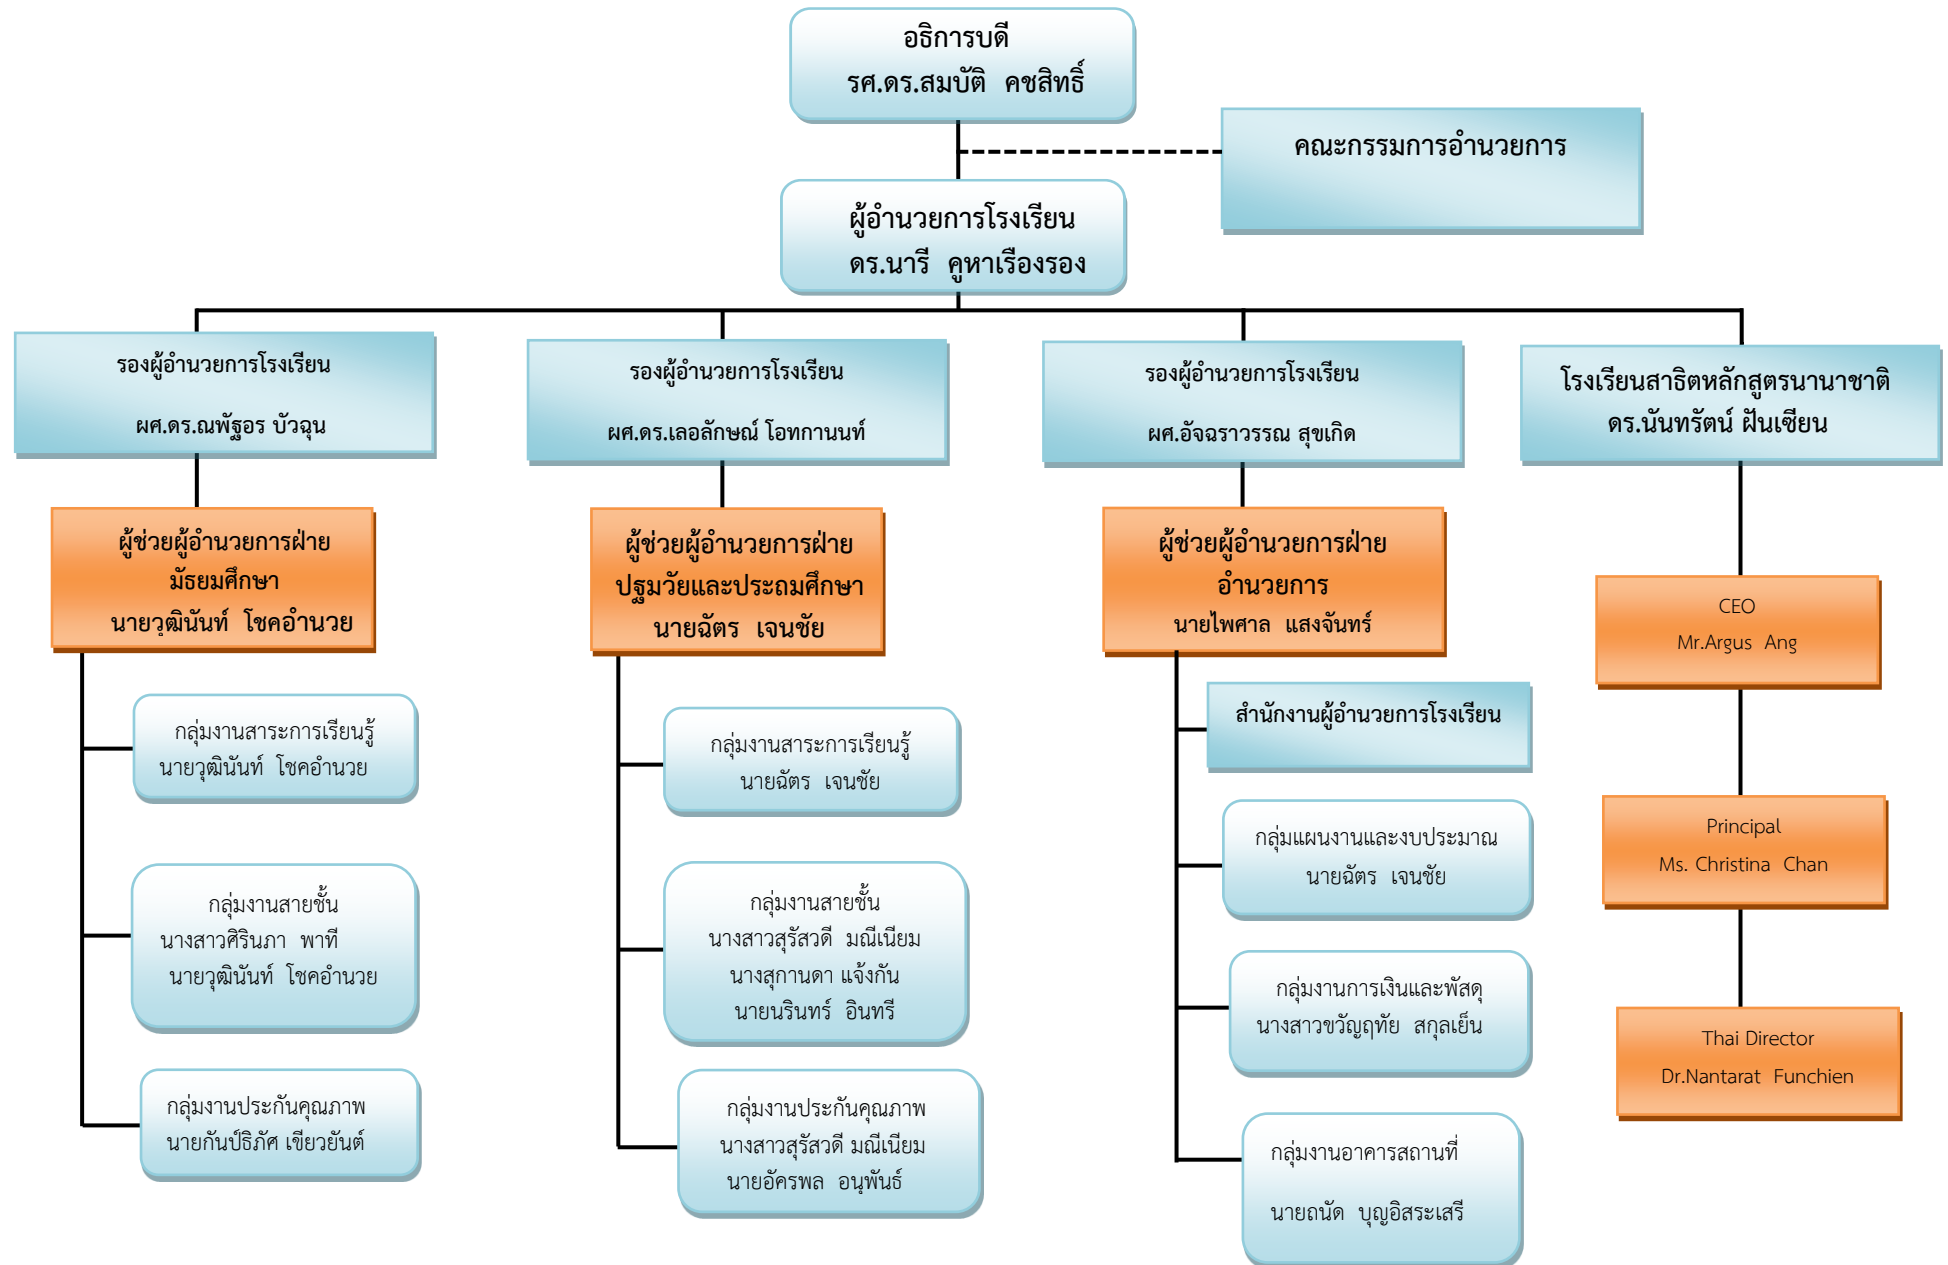 อธิการบดี
รศ.ดร.สมบัติ คชสิทธิ์
คณะกรรมการอำนวยการ
ผู้อำนวยการโรงเรียน
ดร.นารี คูหาเรืองรอง
รองผู้อำนวยการโรงเรียน
ผศ.ดร.ณพัฐอร บัวฉุน
รองผู้อำนวยการโรงเรียน
ผศ.ดร.เลอลักษณ์ โอทกานนท์
รองผู้อำนวยการโรงเรียน
ผศ.อัจฉราวรรณ สุขเกิด
โรงเรียนสาธิตหลักสูตรนานาชาติ
ดร.นันทรัตน์ ฝันเซียน
ผู้ช่วยผู้อำนวยการฝ่าย
มัธยมศึกษา
นายวุฒินันท์ โชคอำนวย
กลุ่มงานสาระการเรียนรู้
นายวุฒินันท์ โชคอำนวย
กลุ่มงานสายชั้น
นางสาวศิรินภา พาที
นายวุฒินันท์ โชคอำนวย
กลุ่มงานประกันคุณภาพ
นายกันป์ธิภัศ เขียวยันต์
ผู้ช่วยผู้อำนวยการฝ่าย
ปฐมวัยและประถมศึกษา
นายฉัตร เจนชัย
กลุ่มงานสาระการเรียนรู้
นายฉัตร เจนชัย
กลุ่มงานสายชั้น
นางสาวสุรัสวดี มณีเนียม
นางสุกานดา แจ้งกัน
นายนรินทร์ อินทรี
กลุ่มงานประกันคุณภาพ
นางสาวสุรัสวดี มณีเนียม
นายอัครพล อนุพันธ์
ผู้ช่วยผู้อำนวยการฝ่าย
อำนวยการ
นายไพศาล แสงจันทร์
สำนักงานผู้อำนวยการโรงเรียน
กลุ่มแผนงานและงบประมาณ
นายฉัตร เจนชัย
กลุ่มงานการเงินและพัสดุ
นางสาวขวัญฤทัย สกุลเย็น
กลุ่มงานอาคารสถานที่
นายถนัด บุญอิสระเสรี
CEO
Mr.Argus Ang
Principal
Ms. Christina Chan
Thai Director
Dr.Nantarat Funchien